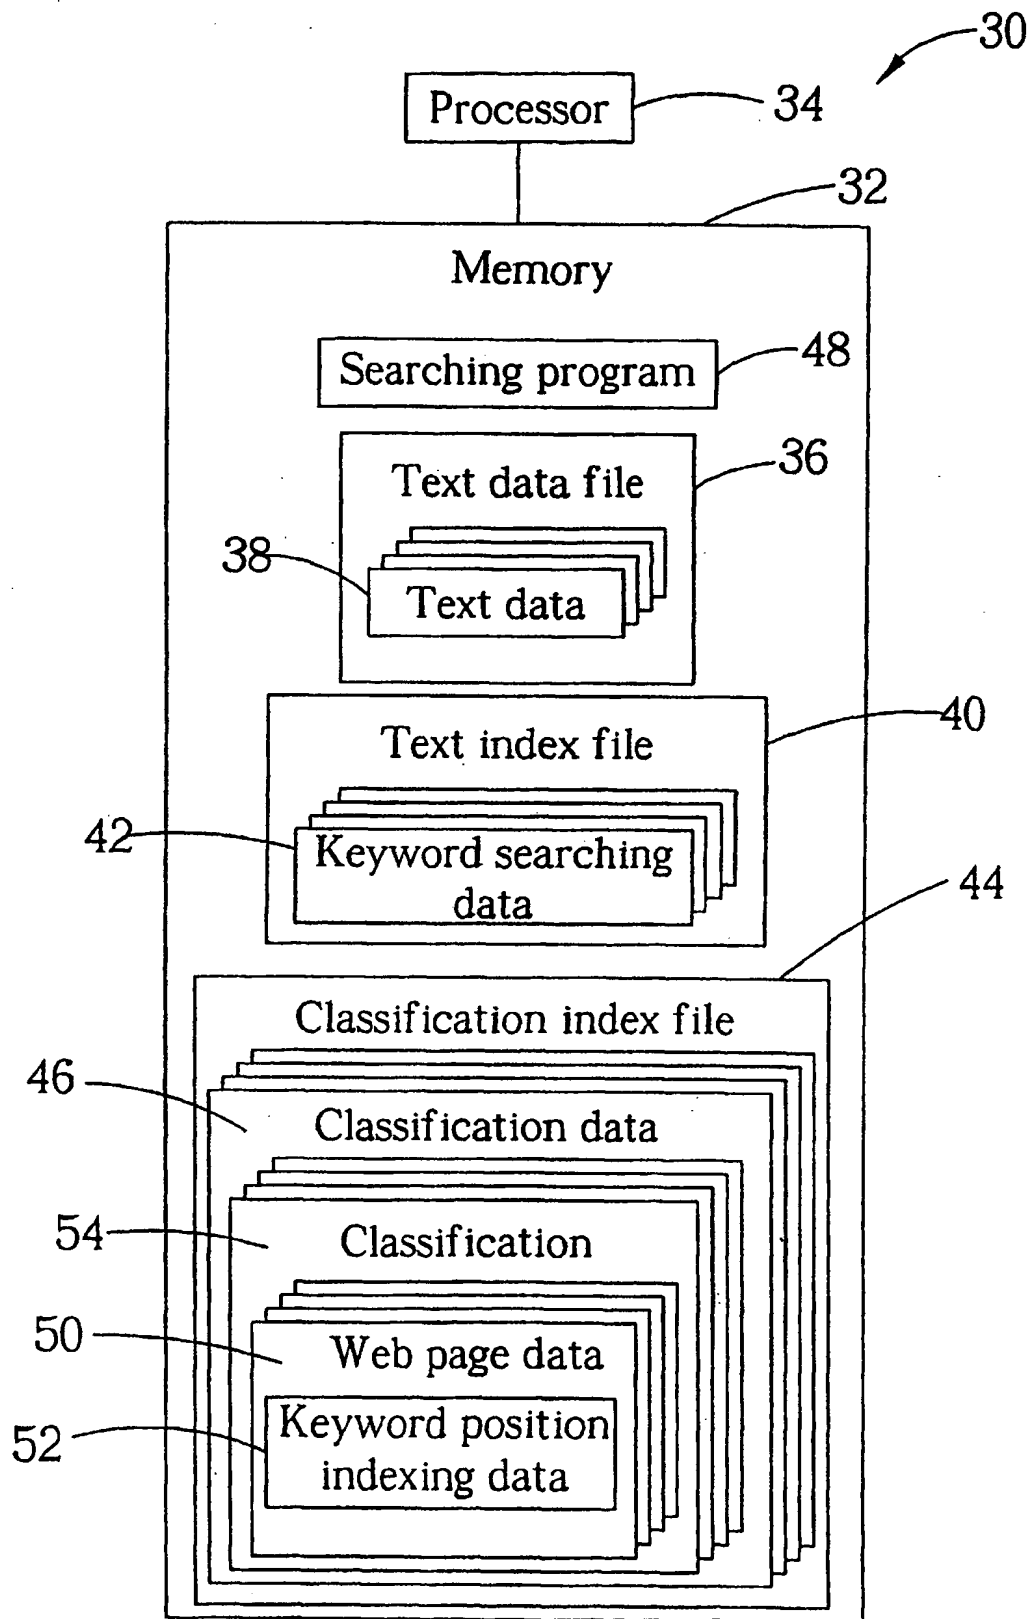 30
Processor
34
32
Memory
Searching program
48
36
Text data file
38
Text data
40
Text index file
42
Keyword searching
data
44
Classification index file
46
Classification data
54
Classification
50
Web page data
52
Keyword position
indexing data